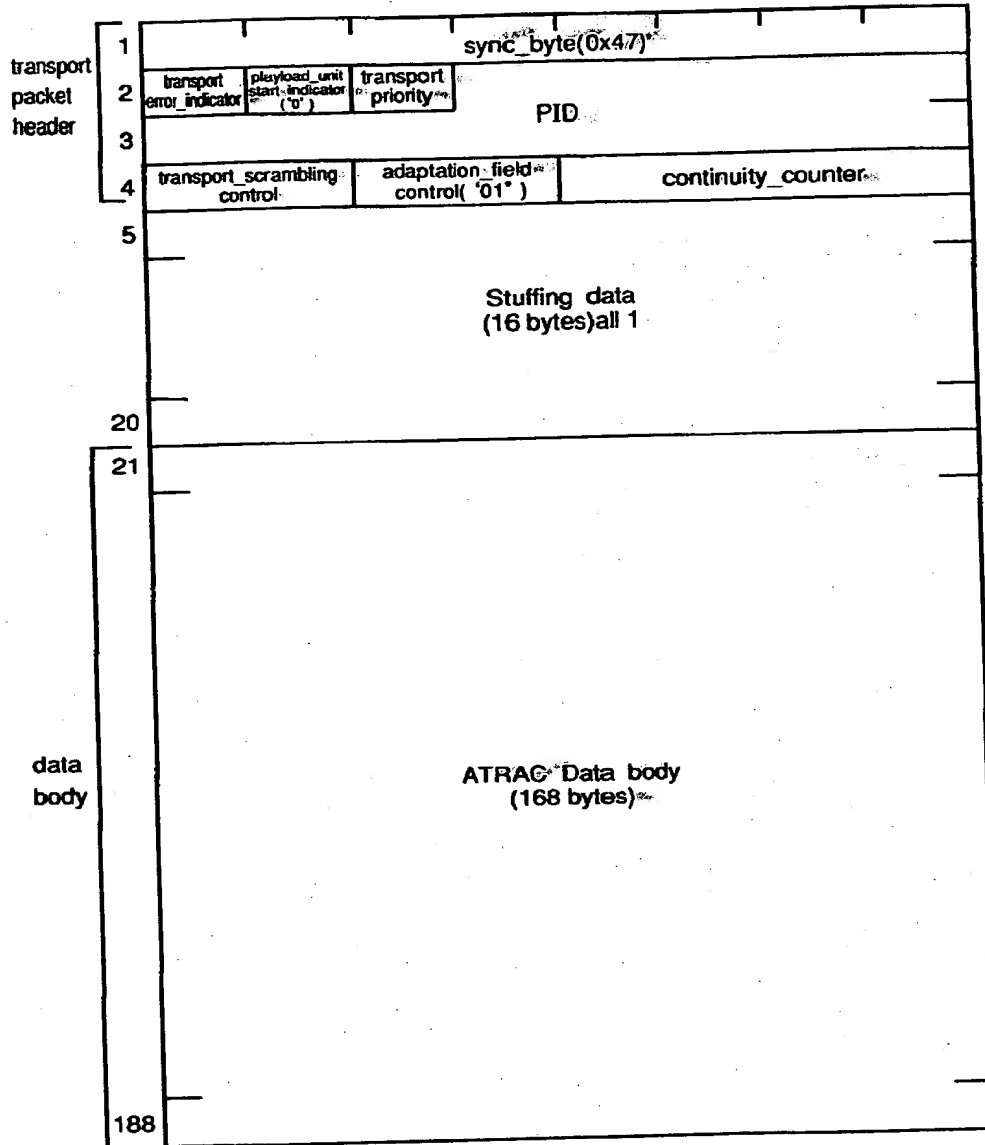 transport
packet
header
1
sync_byte(0x47)
2
transport
error_indicator
playload_unit
start-indicator
("0")
transport
priority
PID
3
4
transport_scrambling
control
adaptation_field
control( "01" )
continuity_counter
5
Stuffing data
(16 bytes)all 1
20
21
data
body
ATRAC Data body
(168 bytes)
188